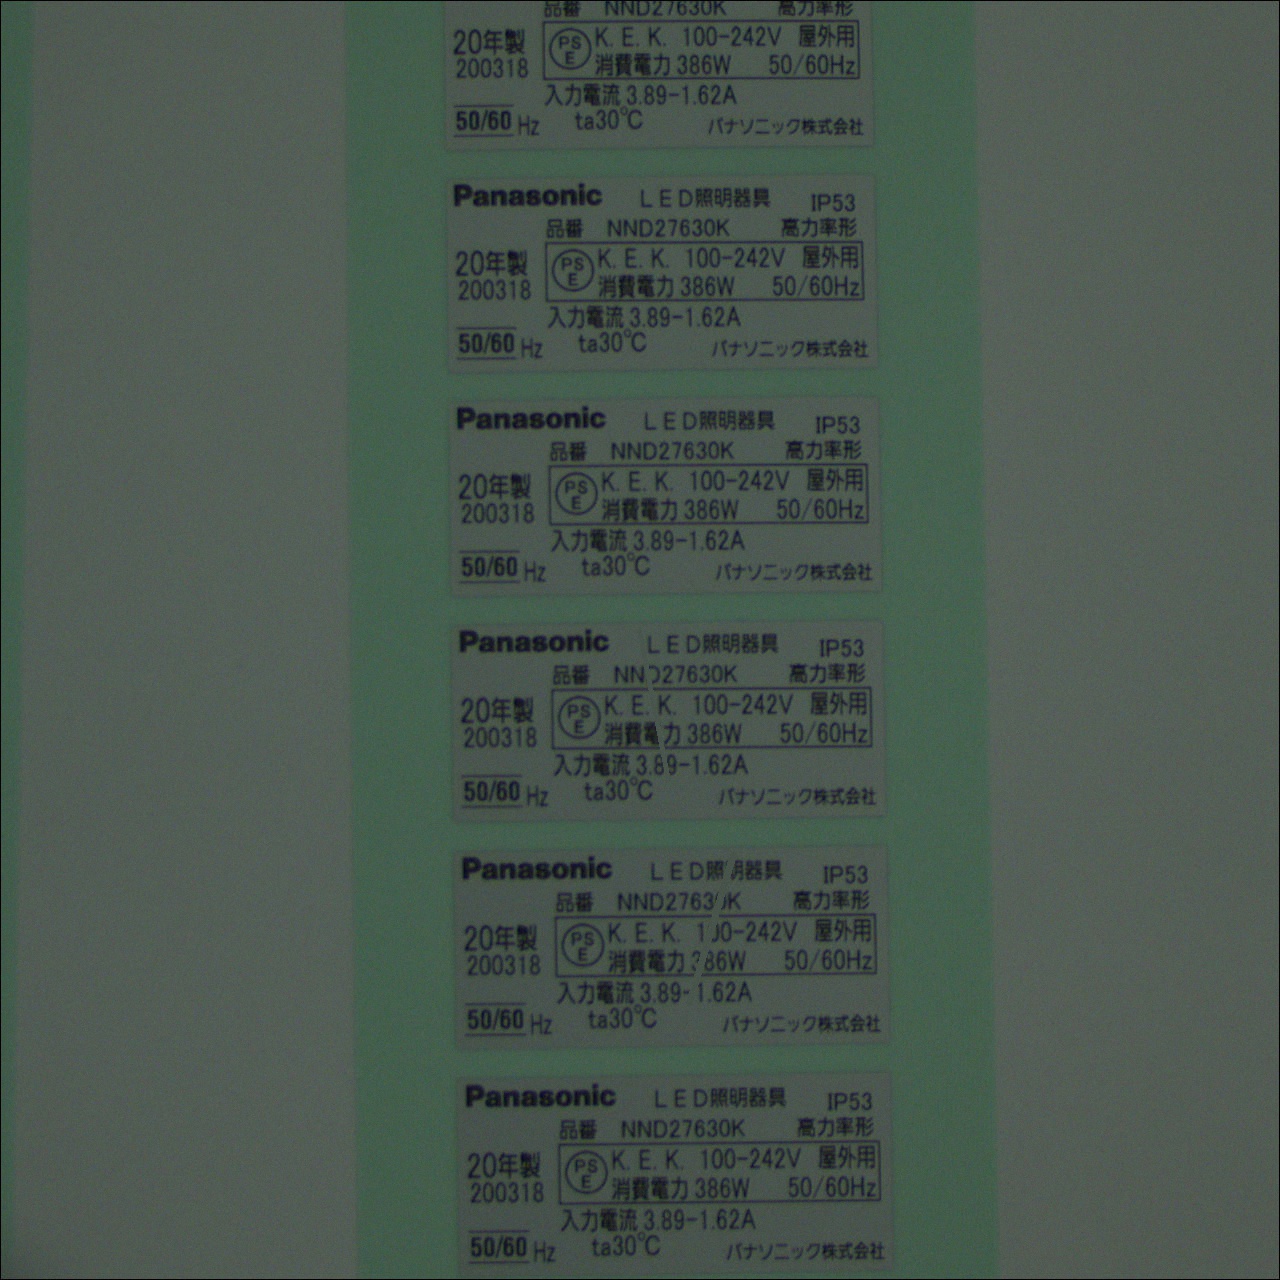 品番 NND27630K 高力率形
20年製 PS E K. E. K. 100-242V 屋外用
200318 消費電力 386W 50/60Hz
入力電流 3.89-1.62A
50/60 Hz ta30℃ パナソニック株式会社
Panasonic LED照明器具 IP53
品番 NND27630K 高力率形
20年製 PS E K. E. K. 100-242V 屋外用
200318 消費電力 386W 50/60Hz
入力電流 3.89-1.62A
50/60 Hz ta30℃ パナソニック株式会社
Panasonic LED照明器具 IP53
品番 NND27630K 高力率形
20年製 PS E K. E. K. 100-242V 屋外用
200318 消費電力 386W 50/60Hz
入力電流 3.89-1.62A
50/60 Hz ta30℃ パナソニック株式会社
Panasonic LED照明器具 IP53
品番 NND27630K 高力率形
20年製 PS E K. E. K. 100-242V 屋外用
200318 消費電力 386W 50/60Hz
入力電流 3.89-1.62A
50/60 Hz ta30℃ パナソニック株式会社
Panasonic LED照明器具 IP53
品番 NND27630K 高力率形
20年製 PS E K. E. K. 100-242V 屋外用
200318 消費電力 386W 50/60Hz
入力電流 3.89-1.62A
50/60 Hz ta30℃ パナソニック株式会社
Panasonic LED照明器具 IP53
品番 NND27630K 高力率形
20年製 PS E K. E. K. 100-242V 屋外用
200318 消費電力 386W 50/60Hz
入力電流 3.89-1.62A
50/60 Hz ta30℃ パナソニック株式会社